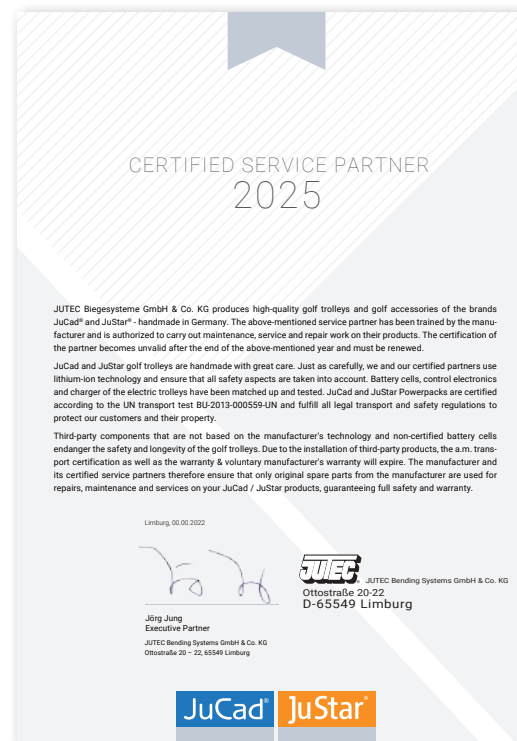 CERTIFIED SERVICE PARTNER
2025
JUTEC Biegesysteme GmbH & Co. KG produces high-quality golf trolleys and golf accessories of the brands
JuCad® and JuStar® - handmade in Germany. The above-mentioned service partner has been trained by the manu-
facturer and is authorized to carry out maintenance, service and repair work on their products. The certification of
the partner becomes unvalid after the end of the above-mentioned year and must be renewed.
JuCad and JuStar golf trolleys are handmade with great care. Just as carefully, we and our certified partners use
lithium-ion technology and ensure that all safety aspects are taken into account. Battery cells, control electronics
and charger of the electric trolleys have been matched up and tested. JuCad and JuStar Powerpacks are certified
according to the UN transport test BU-2013-000559-UN and fulfill all legal transport and safety regulations to
protect our customers and their property.
Third-party components that are not based on the manufacturer's technology and non-certified battery cells
endanger the safety and longevity of the golf trolleys. Due to the installation of third-party products, the a.m. trans-
port certification as well as the warranty & voluntary manufacturer's warranty will expire. The manufacturer and
its certified service partners therefore ensure that only original spare parts from the manufacturer are used for
repairs, maintenance and services on your JuCad / JuStar products, guaranteeing full safety and warranty.
Limburg, 00.00.2022
JUTEC® JUTEC Bending Systems GmbH & Co. KG
Ottostraße 20-22
D-65549 Limburg
Jörg Jung
Executive Partner
JUTEC Bending Systems GmbH & Co. KG
Ottostraße 20 – 22, 65549 Limburg
JuCad® JuStar®